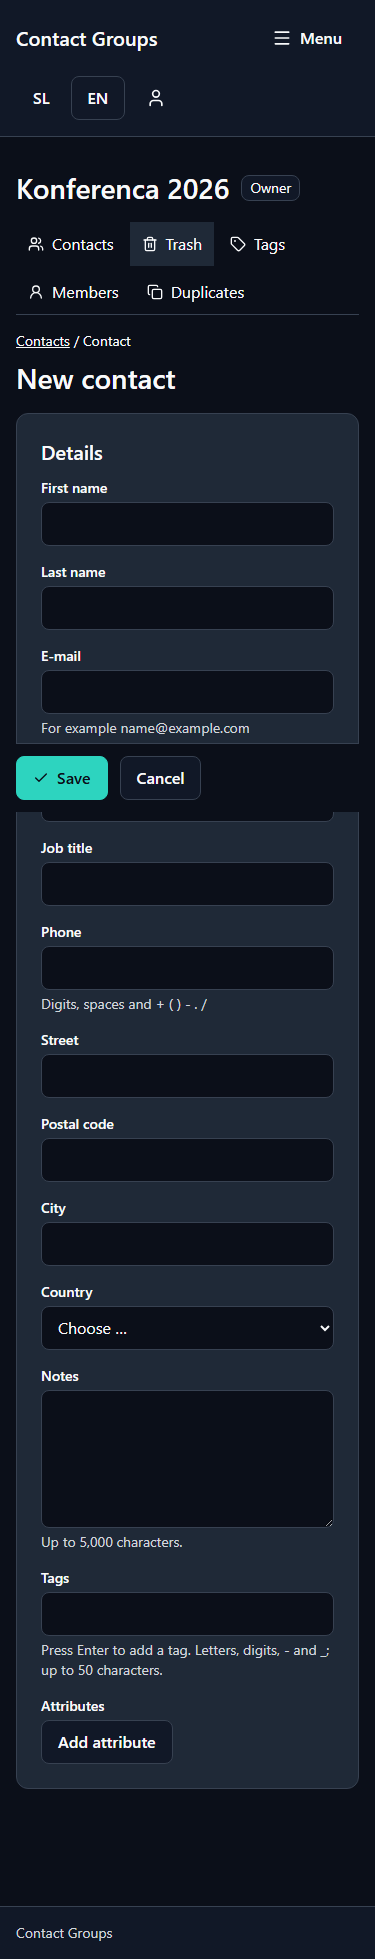 Contact Groups
Menu
SL
EN
Konferenca 2026
Owner
Contacts
Trash
Tags
Members
Duplicates
Contacts / Contact
New contact
Details
First name
Last name
E-mail
For example name@example.com
Save
Cancel
Job title
Phone
Digits, spaces and + ( ) - . /
Street
Postal code
City
Country
Choose ...
Notes
Up to 5,000 characters.
Tags
Press Enter to add a tag. Letters, digits, - and _;
up to 50 characters.
Attributes
Add attribute
Contact Groups